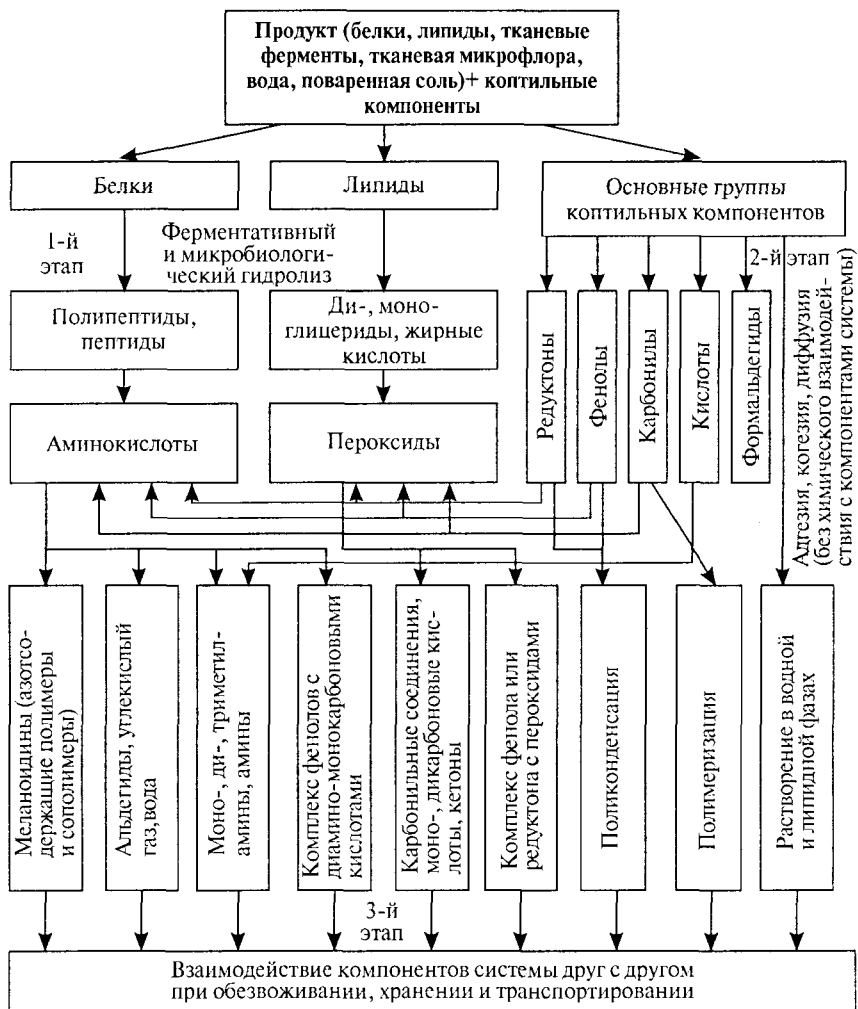 Продукт (белки, липиды, тканевые
ферменты, тканевая микрофлора,
вода, поваренная соль)+ коптильные
компоненты
Белки
Липиды
Основные группы
коптильных компонентов
1-й
этап
Ферментативный
и микробиологи-
ческий гидролиз
2-й этап
Полипептиды,
пептиды
Ди-, моно-
глицериды, жирные
кислоты
Редуктоны
Фенолы
Карбонилы
Кислоты
Формальдегиды
Адгезия, когезия, диффузия
(без химического взаимодей-
ствия с компонентами системы)
Аминокислоты
Пероксиды
Меланоидины (азотсо-
держащие полимеры
и сополимеры)
Альдегиды, углекислый
газ,вода
Моно-, ди-, триметил-
амины, амины
Комплекс фенолов с
диамино-монокарбоновыми
кислотами
Карбонильные соединения,
моно-, дикарбоновые кис-
лоты, кетоны
Комплекс фенола или
редуктона с пероксидами
Поликонденсация
Полимеризация
Растворение в водной
и липидной фазах
3-й
этап
Взаимодействие компонентов системы друг с другом
при обезвоживании, хранении и транспортировании